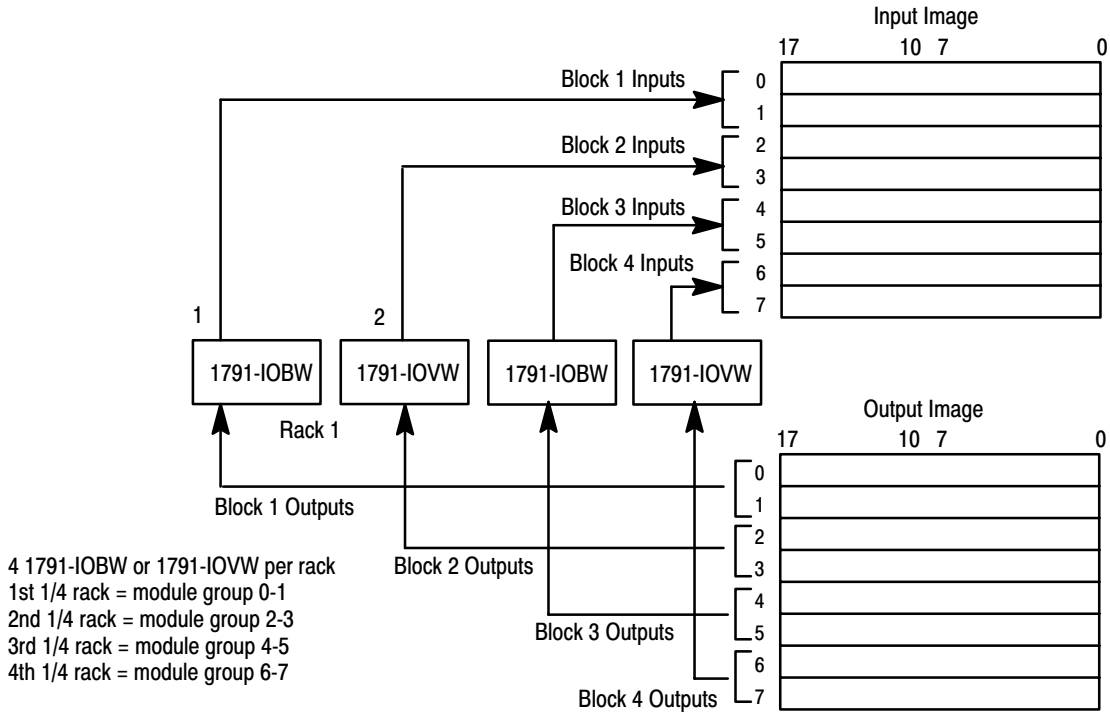 Input Image
17 10 7 0
Block 1 Inputs
0
1
Block 2 Inputs
2
3
Block 3 Inputs
4
5
Block 4 Inputs
6
7
1 2
1791-IOBW 1791-IOVW 1791-IOBW 1791-IOVW
Rack 1
Output Image
17 10 7 0
0
1
Block 1 Outputs
2
3
Block 2 Outputs
4
5
Block 3 Outputs
6
7
Block 4 Outputs
4 1791-IOBW or 1791-IOVW per rack
1st 1/4 rack = module group 0-1
2nd 1/4 rack = module group 2-3
3rd 1/4 rack = module group 4-5
4th 1/4 rack = module group 6-7